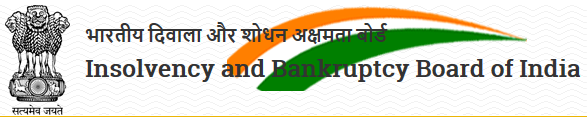 भारतीय दिवाला और शोधन अक्षमता बोर्ड
Insolvency and Bankruptcy Board of India
सत्यमेव जयते